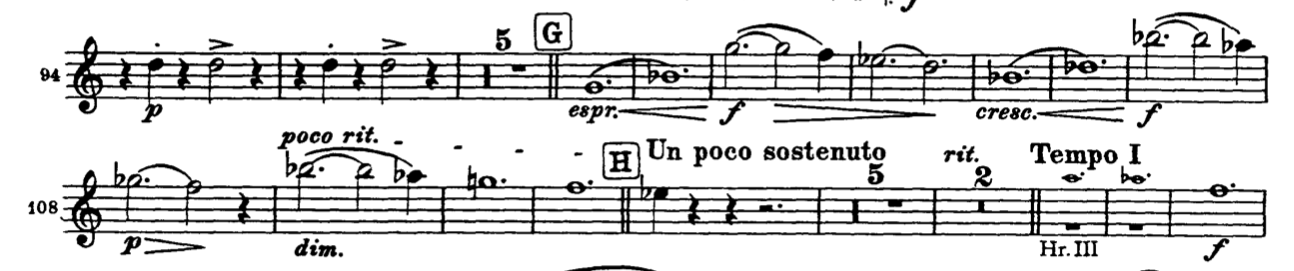 f
5 G
94
p espr. f cresc. f
poco rit. - - - - H Un poco sostenuto rit. Tempo I
5 2
108
p dim. Hr. III f